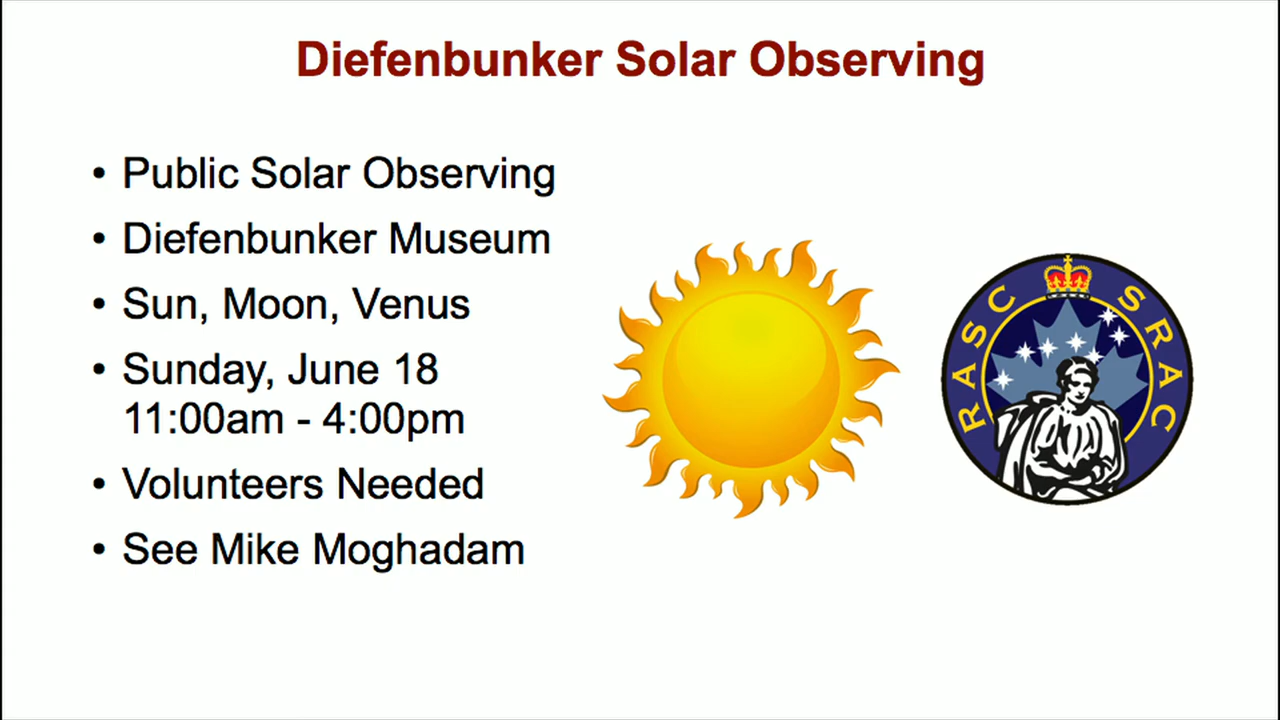 Diefenbunker Solar Observing
• Public Solar Observing
• Diefenbunker Museum
• Sun, Moon, Venus
• Sunday, June 18
11:00am - 4:00pm
• Volunteers Needed
• See Mike Moghadam
RASC SRAC